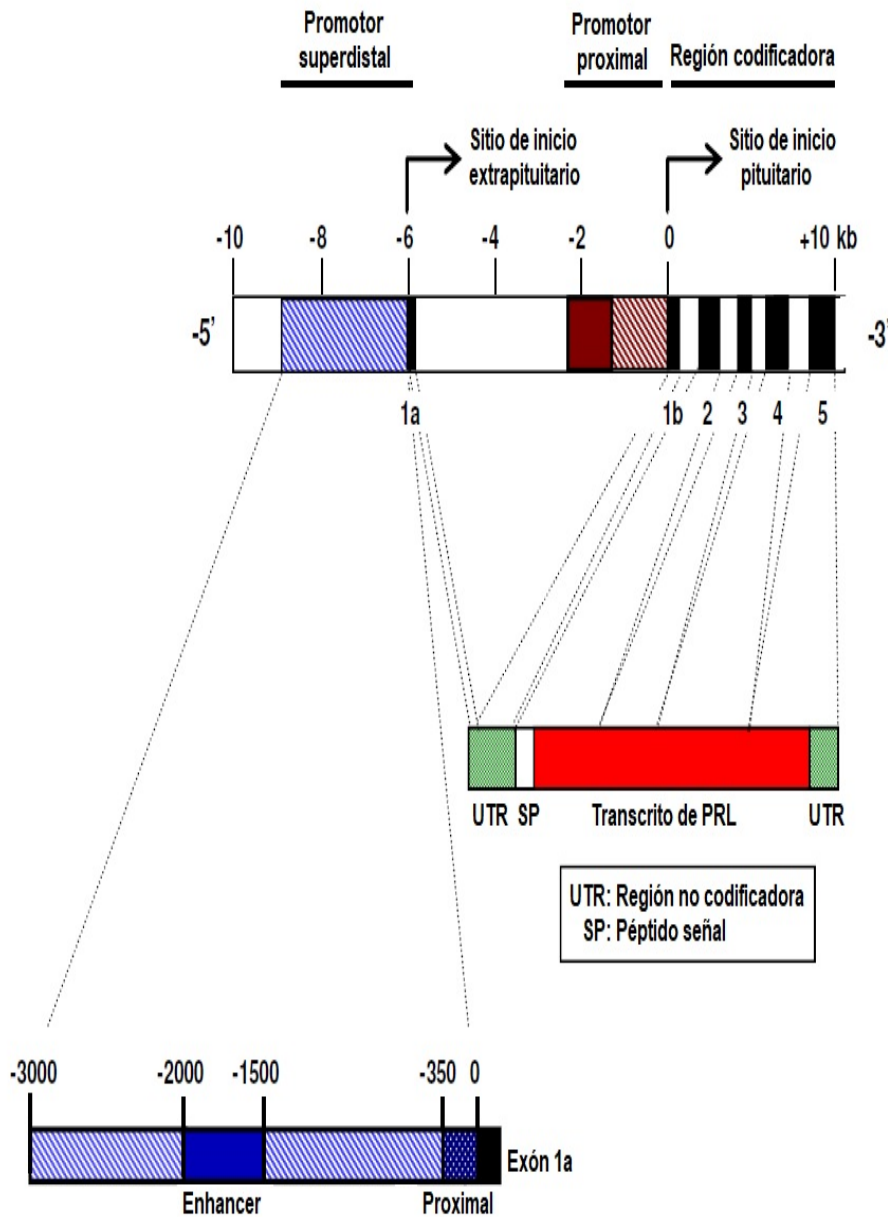 Promotor
superdistal
Promotor
proximal
Región codificadora
Sitio de inicio
extrapituitario
Sitio de inicio
pituitario
-10 -8 -6 -4 -2 0 +10 kb
-5' -3'
1a 1b 2 3 4 5
UTR SP Transcrito de PRL UTR
UTR: Región no codificadora
SP: Péptido señal
-3000 -2000 -1500 -350 0
Exón 1a
Enhancer Proximal